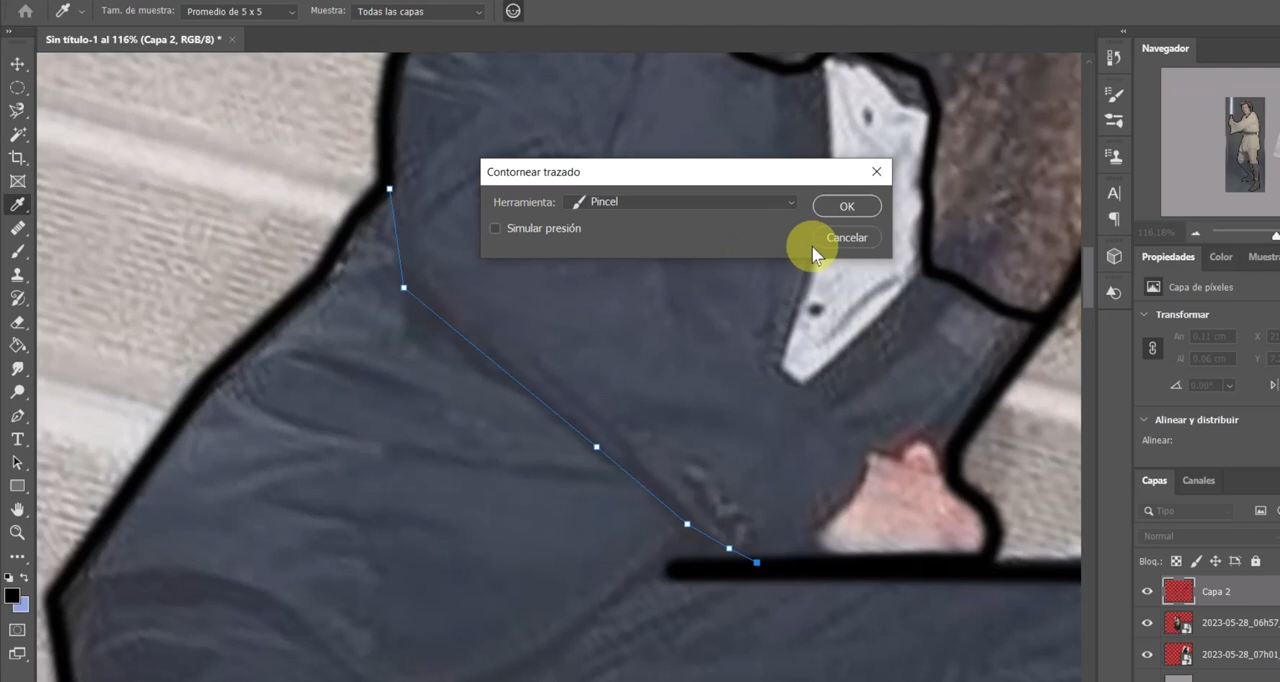 Tam. de muestra: Promedio de 5 x 5 Muestra: Todas las capas
Sin título-1 al 116% (Capa 2, RGB/8) * ×
Navegador
Contornear trazado
Herramienta: Pincel OK
Simular presión Cancelar
116.16%
Propiedades Color Muestra
Capa de píxeles
Transformar
An 0.11 cm X 21
Al 0.06 cm Y
0.00°
Alinear y distribuir
Alinear:
Capas Canales
Tipo
Normal
Bloq.:
Capa 2
2023-05-28_06h57_
2023-05-28_07h01_